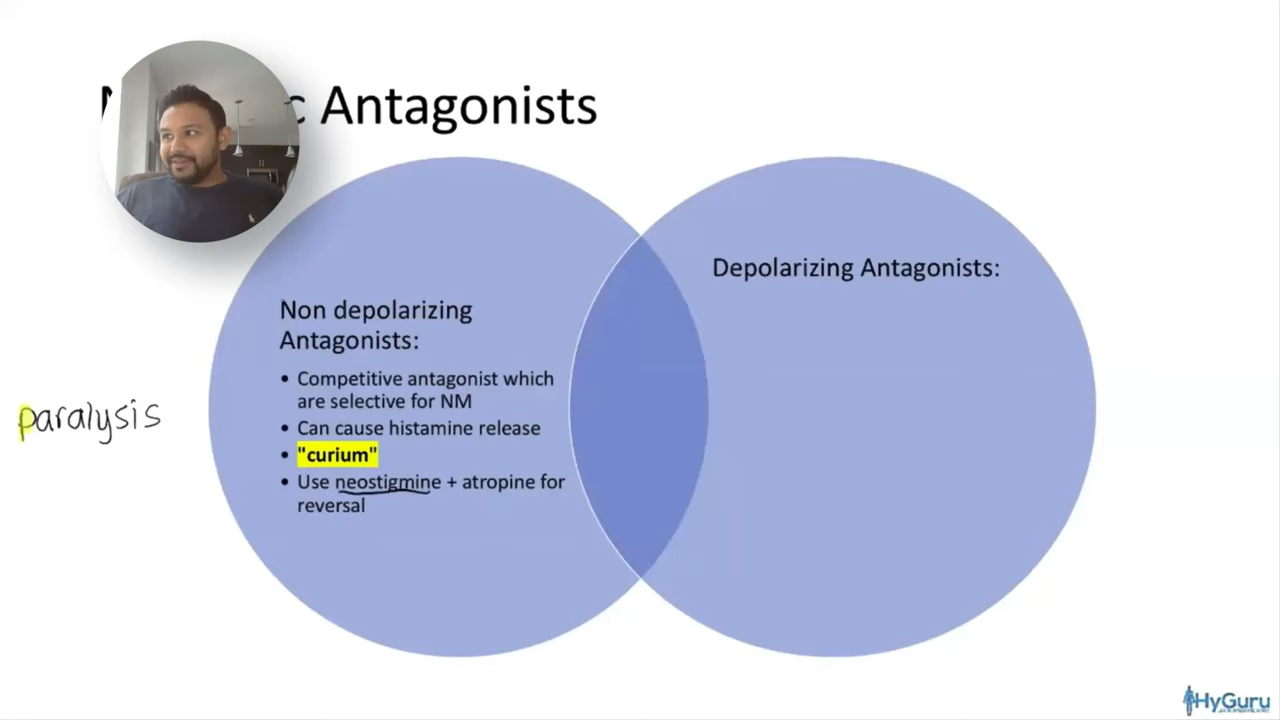 Antagonists
Depolarizing Antagonists:
Non depolarizing
Antagonists:
• Competitive antagonist which
are selective for NM
• Can cause histamine release
• "curium"
• Use neostigmine + atropine for
reversal
paralysis
HyGuru